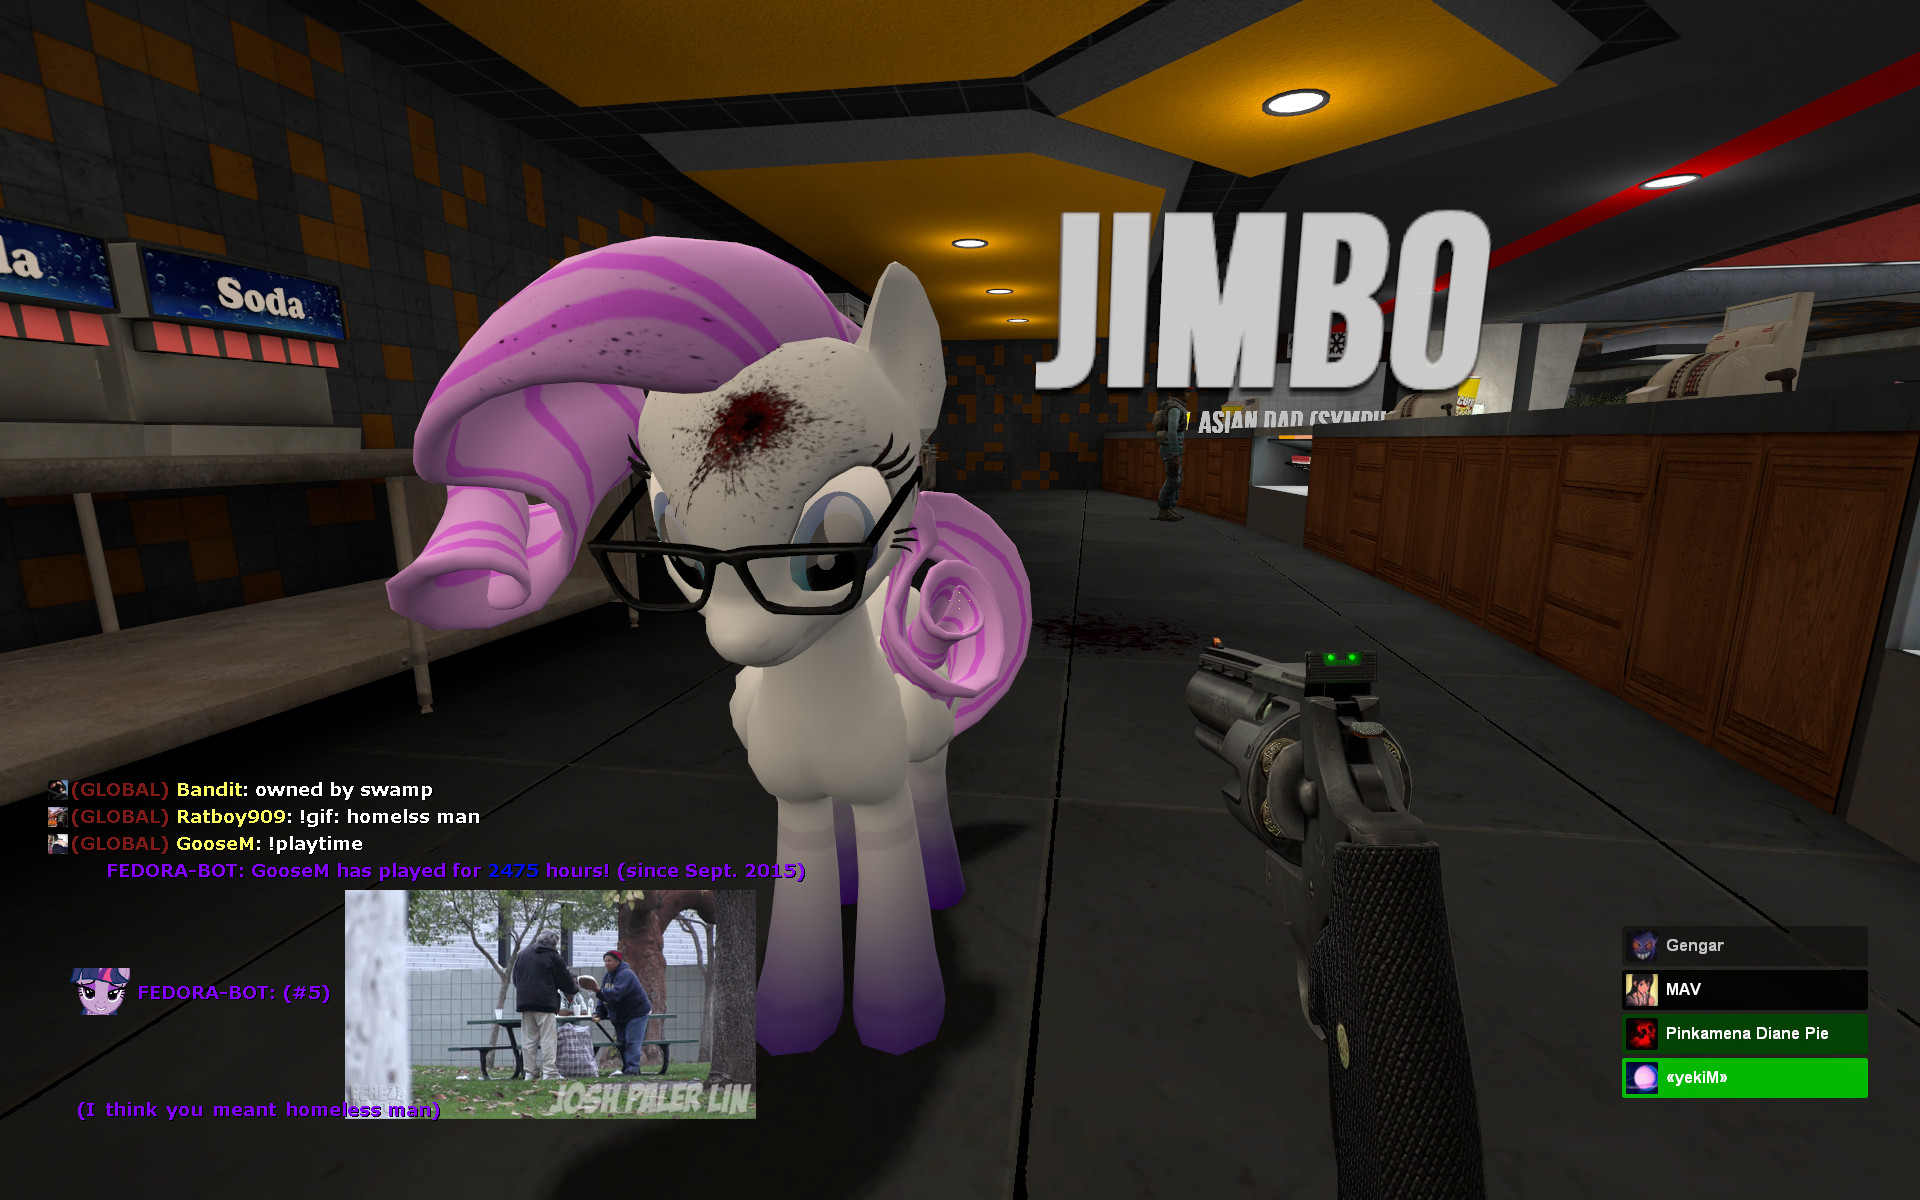 la
Soda
JIMBO
ASIAN DAD (SYMPH
(GLOBAL) Bandit: owned by swamp
(GLOBAL) Ratboy909: !gif: homelss man
(GLOBAL) GooseM: !playtime
FEDORA-BOT: GooseM has played for 2475 hours! (since Sept. 2015)
FEDORA-BOT: (#5)
JOSH PALER LIN
(I think you meant homeless man)
Gengar
MAV
Pinkamena Diane Pie
«yekiM»